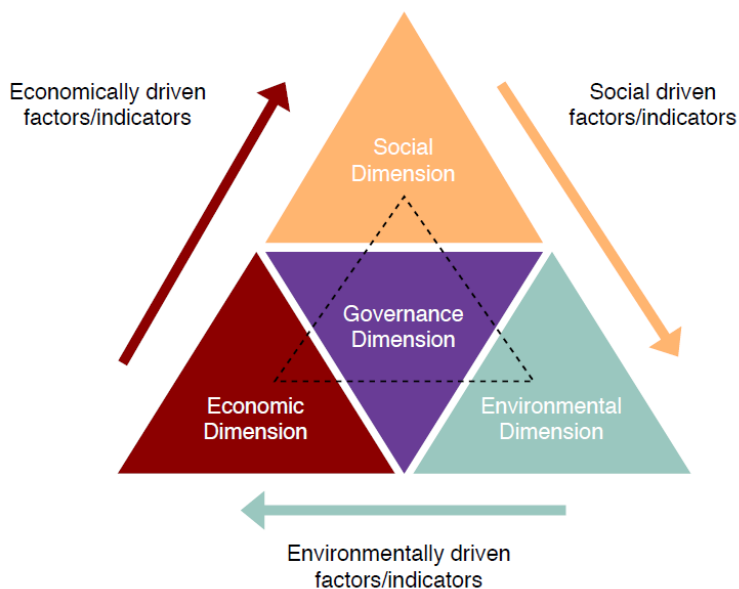 Economically driven
factors/indicators
Social driven
factors/indicators
Social
Dimension
Governance
Dimension
Economic
Dimension
Environmental
Dimension
Environmentally driven
factors/indicators